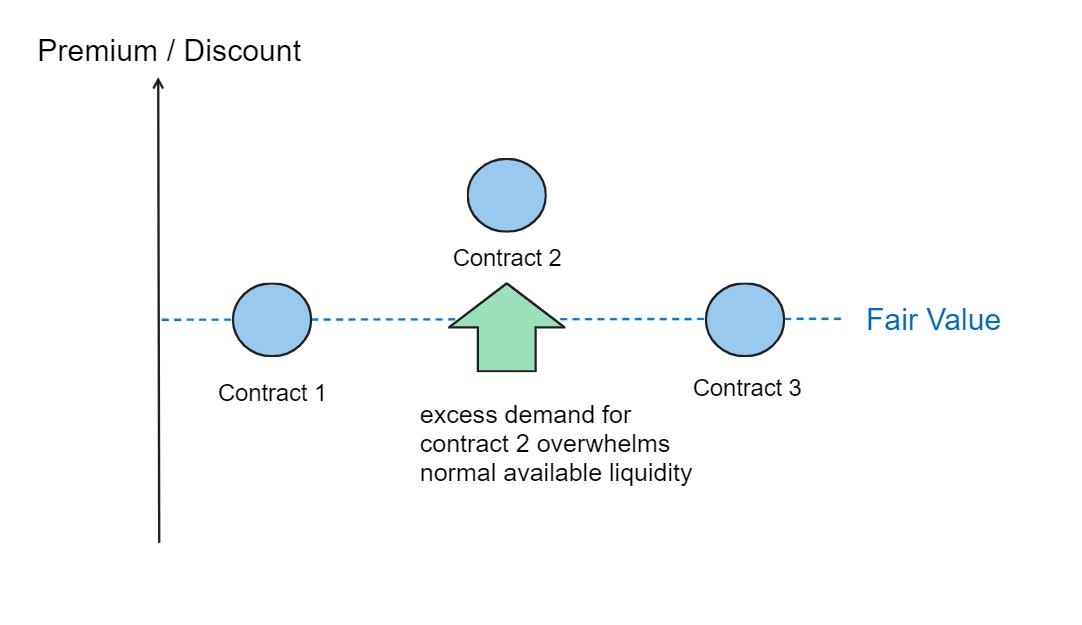 Premium / Discount
Contract 2
Fair Value
Contract 1
Contract 3
excess demand for
contract 2 overwhelms
normal available liquidity